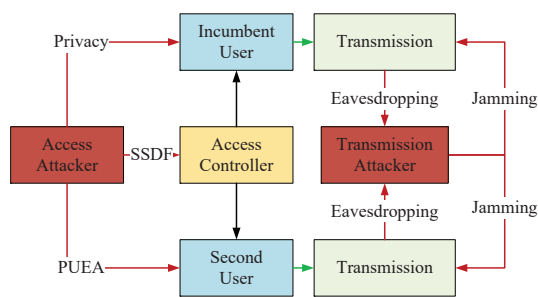 Privacy
Incumbent
User
Transmission
Eavesdropping
Jamming
Access
Attacker
SSDF
Access
Controller
Transmission
Attacker
Eavesdropping
Jamming
PUEA
Second
User
Transmission